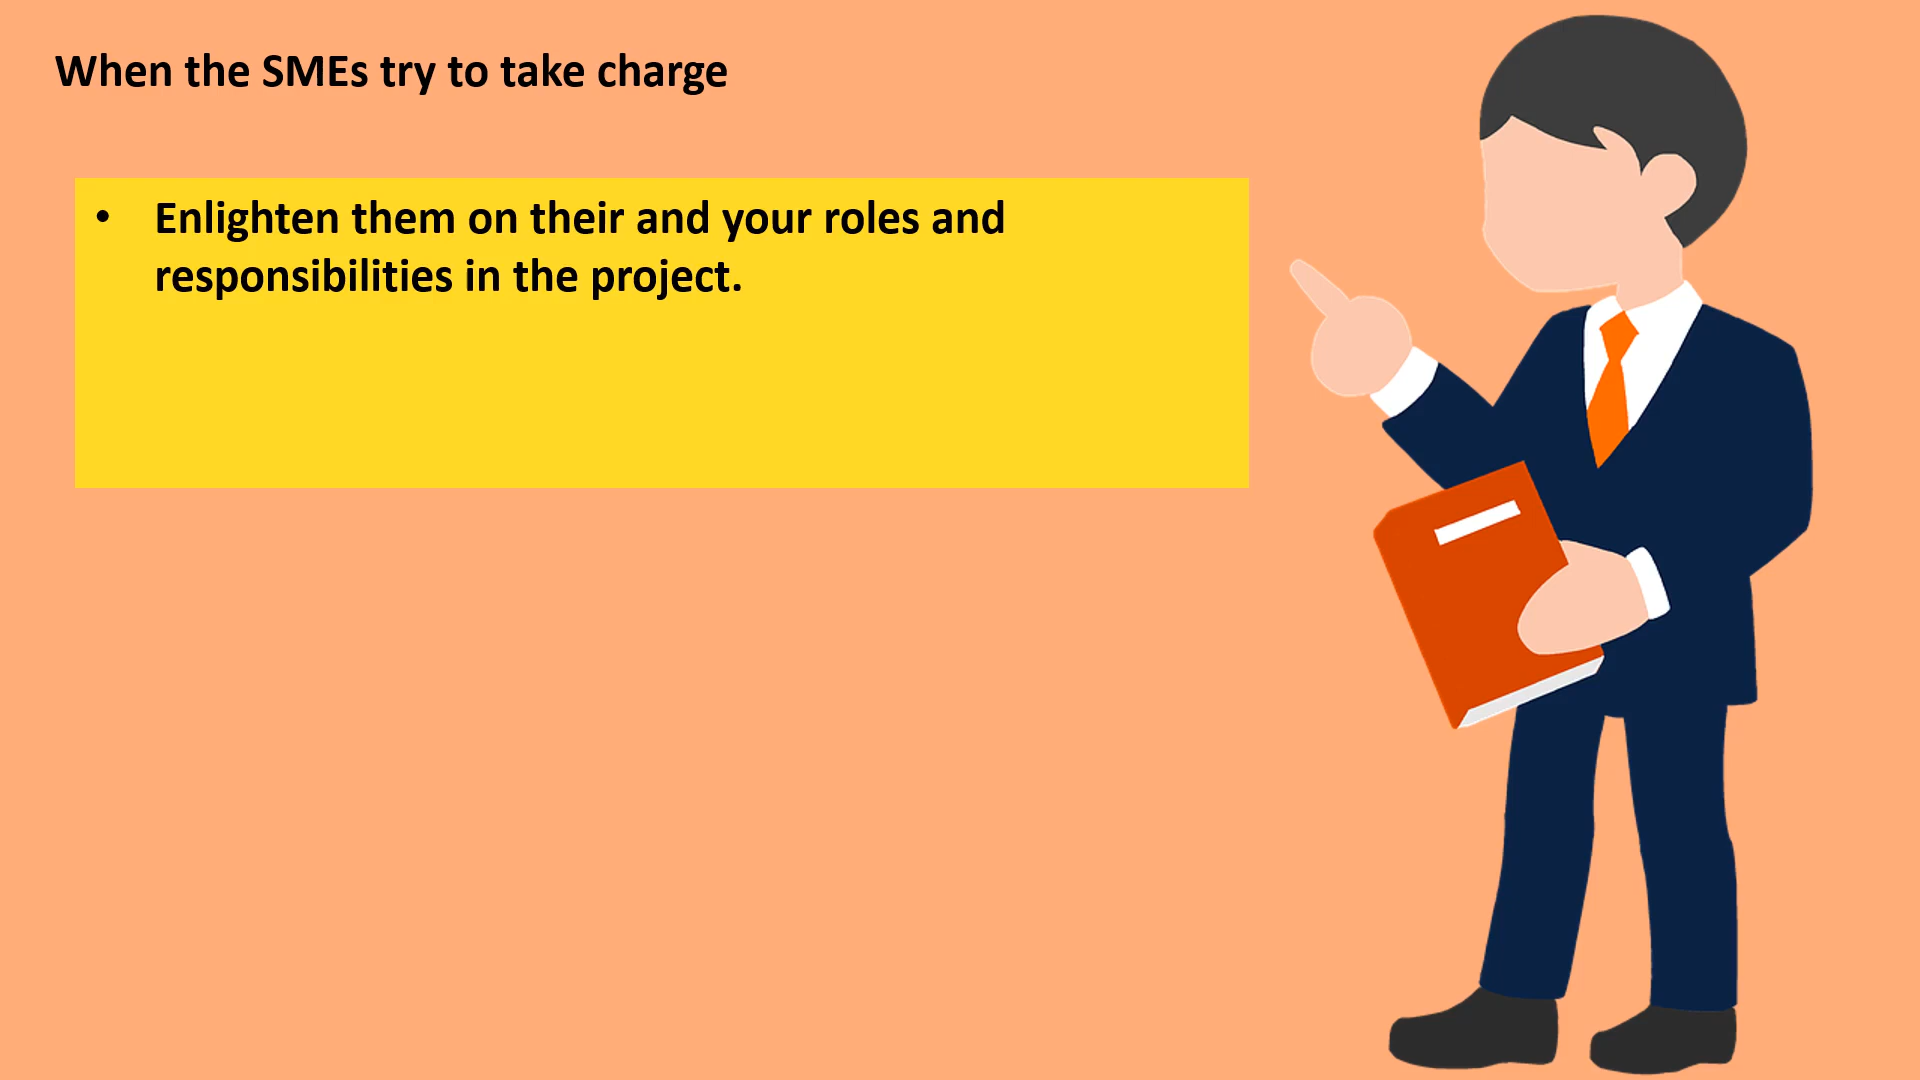 When the SMEs try to take charge
• Enlighten them on their and your roles and
responsibilities in the project.